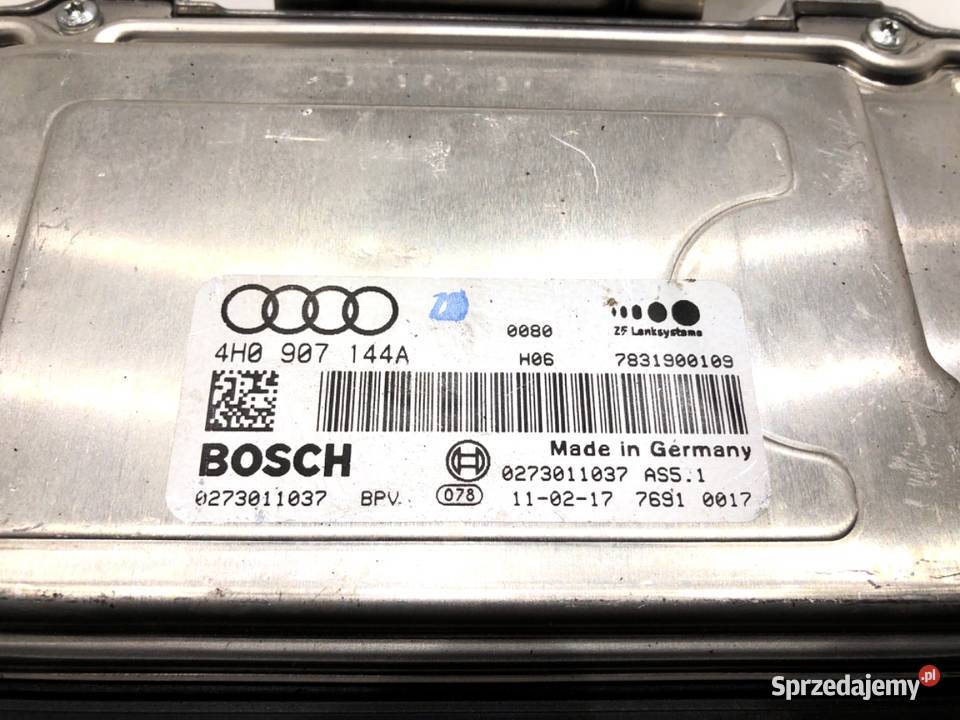 0080
ZF Lenksysteme
4H0 907 144A
H06 7831900109
BOSCH
Made in Germany
0273011037 AS5.1
0273011037 BPV. 078 11-02-17 7691 0017
Sprzedajemy.pl